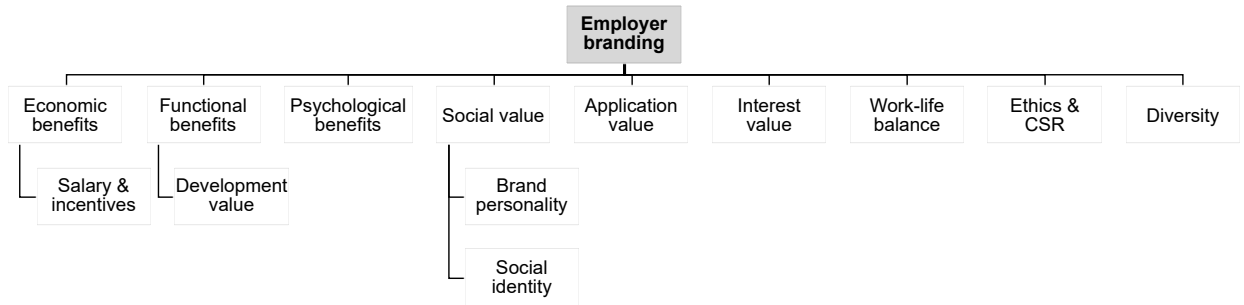 Employer
branding
Economic
benefits
Functional
benefits
Psychological
benefits
Social value
Application
value
Interest
value
Work-life
balance
Ethics &
CSR
Diversity
Salary &
incentives
Development
value
Brand
personality
Social
identity